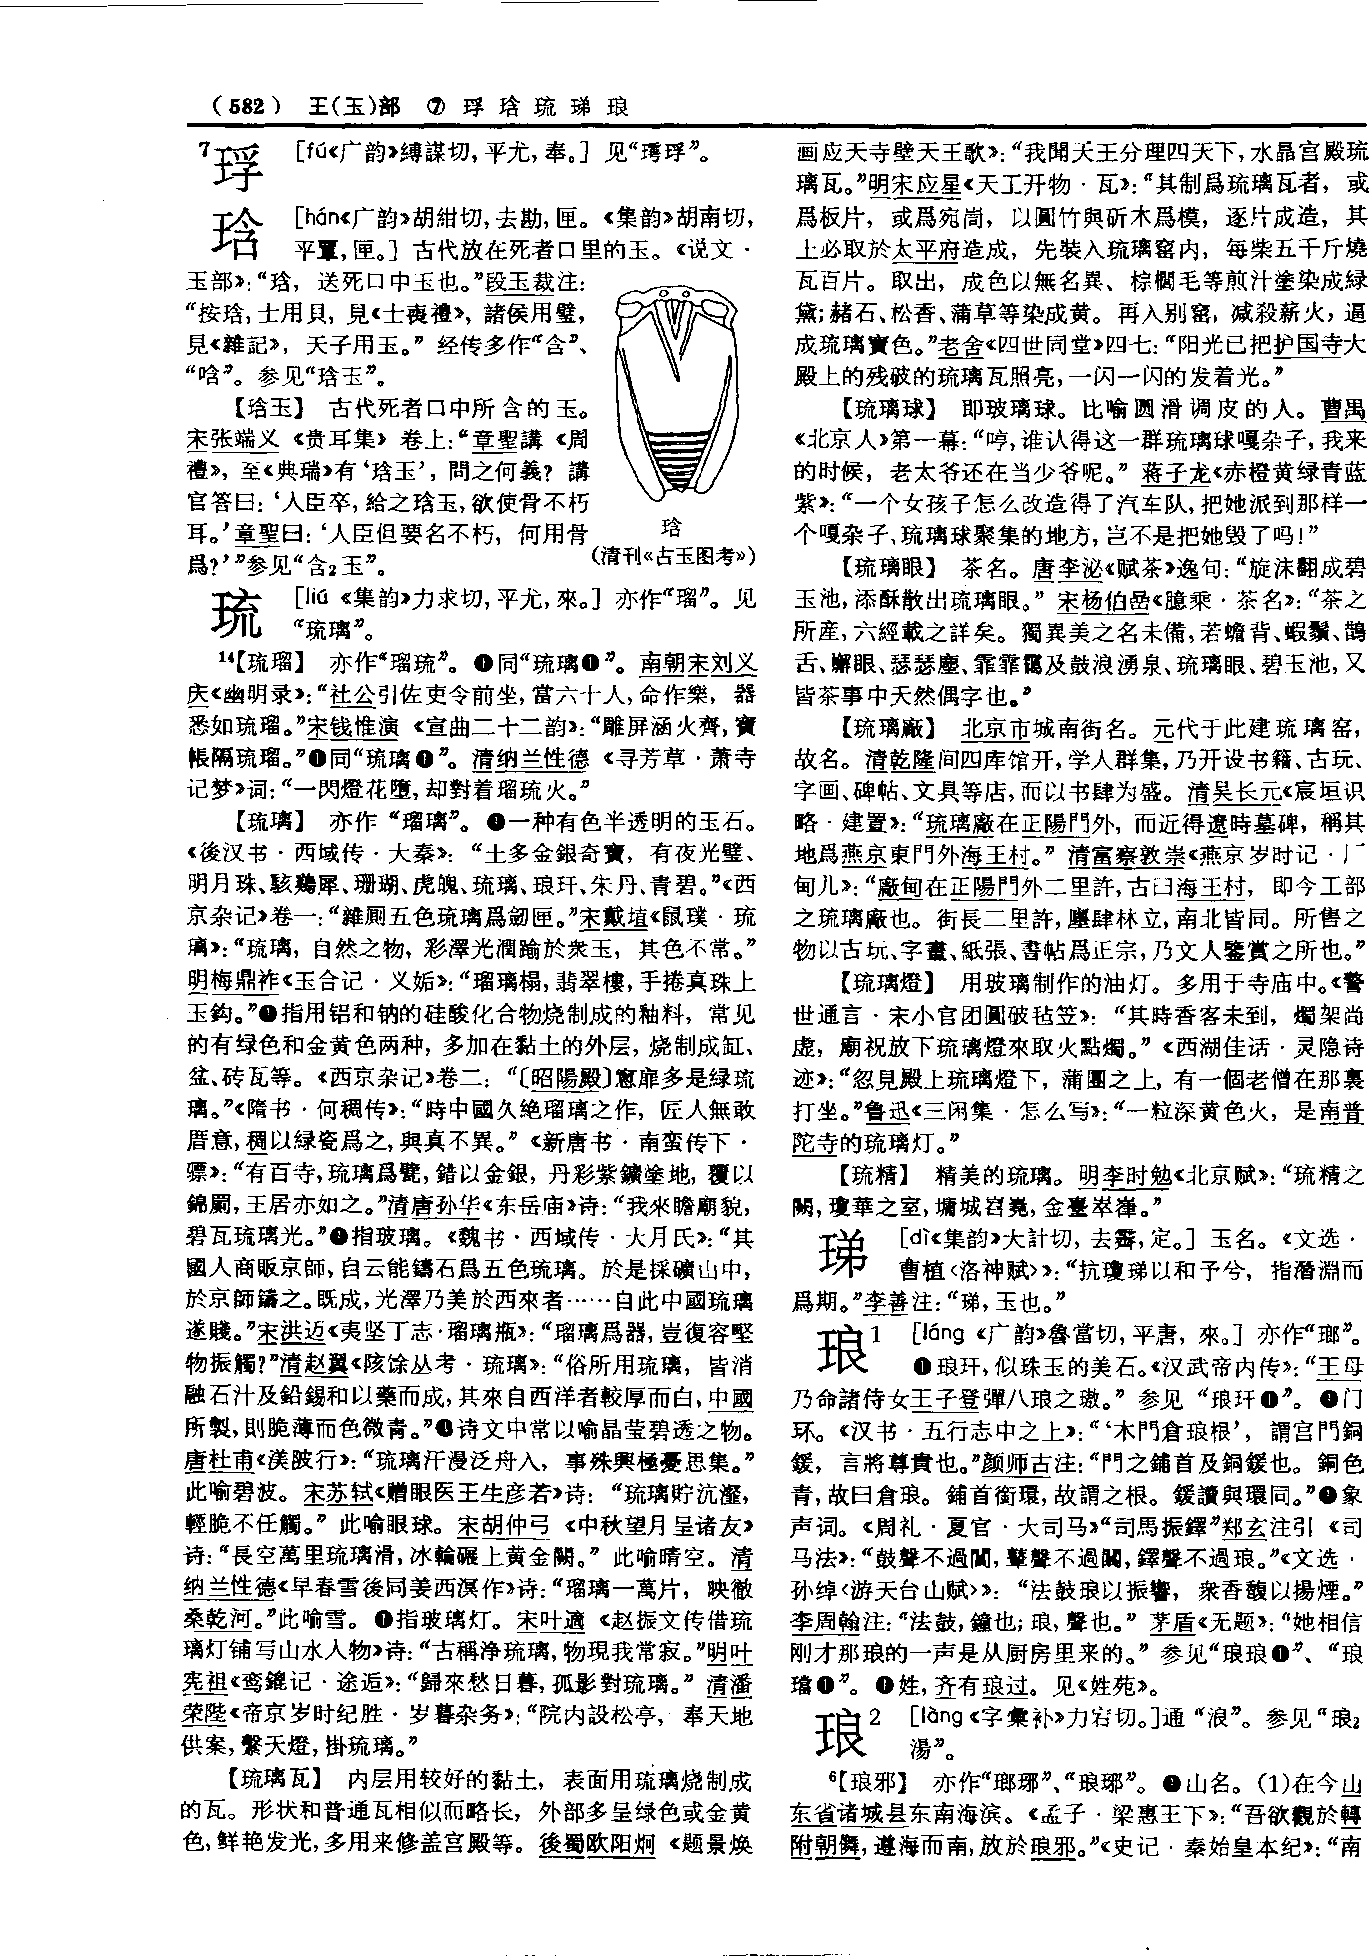 (582) 王(玉)部 ⑦ 琈琀琉珶琅
7琈 [fú《广韵》縛謀切,平尤,奉。] 见“㻬琈”。
琀 [hán《广韵》胡紺切,去勘,匣。《集韵》胡南切,
平覃,匣。] 古代放在死者口里的玉。《说文·
玉部》:“琀,送死口中玉也。”段玉裁注:
“按琀,士用貝,見《士喪禮》,諸侯用璧,
見《雜記》,天子用玉。”经传多作“含”、
“唅”。参见“琀玉”。
【琀玉】 古代死者口中所含的玉。
宋张端义《贵耳集》卷上:“章聖講《周
禮》,至《典瑞》有‘琀玉’,問之何義?講
官答曰:‘人臣卒,給之琀玉,欲使骨不朽
耳。’章聖曰:‘人臣但要名不朽,何用骨
爲?’”参见“含₂玉”。
琀
(清刊《古玉图考》)
琉 [liú《集韵》力求切,平尤,來。] 亦作“瑠”。见
“琉璃”。
14【琉瑠】 亦作“瑠琉”。❶同“琉璃❶”。南朝宋刘义
庆《幽明录》:“社公引佐吏令前坐,當六十人,命作樂,器
悉如琉瑠。”宋钱惟演《宣曲二十二韵》:“雕屏涵火齊,寶
帳隔琉瑠。”❷同“琉璃❶”。清纳兰性德《寻芳草·萧寺
记梦》词:“一閃燈花墮,却對着瑠琉火。”
【琉璃】 亦作“瑠璃”。❶一种有色半透明的玉石。
《後汉书·西域传·大秦》:“土多金銀奇寶,有夜光璧、
明月珠、駭鷄犀、珊瑚、虎魄、琉璃、琅玕、朱丹、青碧。”《西
京杂记》卷一:“雜厠五色琉璃爲劒匣。”宋戴埴《鼠璞·琉
璃》:“琉璃,自然之物,彩澤光潤踰於衆玉,其色不常。”
明梅鼎祚《玉合记·义姤》:“瑠璃榻,翡翠樓,手捲真珠上
玉鈎。”❷指用铝和钠的硅酸化合物烧制成的釉料,常见
的有绿色和金黄色两种,多加在黏土的外层,烧制成缸、
盆、砖瓦等。《西京杂记》卷二:“〔昭陽殿〕窻扉多是緑琉
璃。”《隋书·何稠传》:“時中國久绝瑠璃之作,匠人無敢
厝意,稠以緑瓷爲之,與真不異。”《新唐书·南蛮传下·
骠》:“有百寺,琉璃爲甓,錯以金銀,丹彩紫鑛塗地,覆以
錦罽,王居亦如之。”清唐孙华《东岳庙》诗:“我來瞻廟貌,
碧瓦琉璃光。”❸指玻璃。《魏书·西域传·大月氏》:“其
國人商販京師,自云能鑄石爲五色琉璃。於是採礦山中,
於京師鑄之。既成,光澤乃美於西來者……自此中國琉璃
遂賤。”宋洪迈《夷坚丁志·瑠璃瓶》:“瑠璃爲器,豈復容堅
物振觸?”清赵翼《陔馀丛考·琉璃》:“俗所用琉璃,皆消
融石汁及鉛錫和以藥而成,其來自西洋者較厚而白,中國
所製,則脆薄而色微青。”❹诗文中常以喻晶莹碧透之物。
唐杜甫《渼陂行》:“琉璃汗漫泛舟入,事殊興極憂思集。”
此喻碧波。宋苏轼《赠眼医王生彦若》诗:“琉璃貯沆瀣,
輕脆不任觸。”此喻眼球。宋胡仲弓《中秋望月呈诸友》
诗:“長空萬里琉璃滑,冰輪碾上黄金闕。”此喻晴空。清
纳兰性德《早春雪後同姜西溟作》诗:“瑠璃一萬片,映徹
桑乾河。”此喻雪。❺指玻璃灯。宋叶適《赵振文传借琉
璃灯铺写山水人物》诗:“古稱净琉璃,物現我常寂。”明叶
宪祖《鸾鎞记·途逅》:“歸來愁日暮,孤影對琉璃。”清潘
荣陛《帝京岁时纪胜·岁暮杂务》:“院内設松亭,奉天地
供案,繫天燈,掛琉璃。”
【琉璃瓦】 内层用较好的黏土,表面用琉璃烧制成
的瓦。形状和普通瓦相似而略长,外部多呈绿色或金黄
色,鲜艳发光,多用来修盖宫殿等。後蜀欧阳炯《题景焕
画应天寺壁天王歌》:“我聞天王分理四天下,水晶宫殿琉
璃瓦。”明宋应星《天工开物·瓦》:“其制爲琉璃瓦者,或
爲板片,或爲宛筒,以圓竹與斫木爲模,逐片成造,其
上必取於太平府造成,先裝入琉璃窑内,每柴五千斤燒
瓦百片。取出,成色以無名異、棕櫚毛等煎汁塗染成緑
黛;赭石、松香、蒲草等染成黄。再入别窑,减殺薪火,逼
成琉璃寶色。”老舍《四世同堂》四七:“阳光已把护国寺大
殿上的残破的琉璃瓦照亮,一闪一闪的发着光。”
【琉璃球】 即玻璃球。比喻圆滑调皮的人。曹禺
《北京人》第一幕:“哼,谁认得这一群琉璃球嘎杂子,我来
的时候,老太爷还在当少爷呢。”蒋子龙《赤橙黄绿青蓝
紫》:“一个女孩子怎么改造得了汽车队,把她派到那样一
个嘎杂子、琉璃球聚集的地方,岂不是把她毁了吗!”
【琉璃眼】 茶名。唐李泌《赋茶》逸句:“旋沫翻成碧
玉池,添酥散出琉璃眼。”宋杨伯嵒《臆乘·茶名》:“茶之
所産,六經載之詳矣。獨異美之名未備,若蟾背、蝦鬚、鵲
舌、蠏眼、瑟瑟塵、霏霏靄及鼓浪湧泉、琉璃眼、碧玉池,又
皆茶事中天然偶字也。”
【琉璃廠】 北京市城南街名。元代于此建琉璃窑,
故名。清乾隆间四库馆开,学人群集,乃开设书籍、古玩、
字画、碑帖、文具等店,而以书肆为盛。清吴长元《宸垣识
略·建置》:“琉璃廠在正陽門外,而近得遼時墓碑,稱其
地爲燕京東門外海王村。”清富察敦崇《燕京岁时记·厂
甸儿》:“廠甸在正陽門外二里許,古曰海王村,即今工部
之琉璃廠也。街長二里許,廛肆林立,南北皆同。所售之
物以古玩、字畫、紙張、書帖爲正宗,乃文人鑒賞之所也。”
【琉璃燈】 用玻璃制作的油灯。多用于寺庙中。《警
世通言·宋小官团圆破毡笠》:“其時香客未到,燭架尚
虚,廟祝放下琉璃燈來取火點燭。”《西湖佳话·灵隐诗
迹》:“忽見殿上琉璃燈下,蒲團之上,有一個老僧在那裏
打坐。”鲁迅《三闲集·怎么写》:“一粒深黄色火,是南普
陀寺的琉璃灯。”
【琉精】 精美的琉璃。明李时勉《北京赋》:“琉精之
闕,瓊華之室,墉城窅㝔,金臺崒嵂。”
珶 [dì《集韵》大計切,去霽,定。] 玉名。《文选·
曹植〈洛神赋〉》:“抗瓊珶以和予兮,指潛淵而
爲期。”李善注:“珶,玉也。”
琅1 [láng《广韵》魯當切,平唐,來。] 亦作“瑯”。
❶琅玕,似珠玉的美石。《汉武帝内传》:“王母
乃命諸侍女王子登彈八琅之璈。”参见“琅玕❶”。❷门
环。《汉书·五行志中之上》:“‘木門倉琅根’,謂宫門銅
鍰,言將尊貴也。”颜师古注:“門之鋪首及銅鍰也。銅色
青,故曰倉琅。鋪首銜環,故謂之根。鍰讀與環同。”❸象
声词。《周礼·夏官·大司马》“司馬振鐸”郑玄注引《司
马法》:“鼓聲不過閶,鼙聲不過闒,鐸聲不過琅。”《文选·
孙绰〈游天台山赋〉》:“法鼓琅以振響,衆香馥以揚煙。”
李周翰注:“法鼓,鐘也;琅,聲也。”茅盾《无题》:“她相信
刚才那琅的一声是从厨房里来的。”参见“琅琅❶”、“琅
璫❶”。❹姓,齐有琅过。见《姓苑》。
琅2 [làng《字彙补》力宕切。]通“浪”。参见“琅₂
湯”。
6【琅邪】 亦作“瑯琊”、“琅琊”。❶山名。(1)在今山
东省诸城县东南海滨。《孟子·梁惠王下》:“吾欲觀於轉
附朝儛,遵海而南,放於琅邪。”《史记·秦始皇本纪》:“南